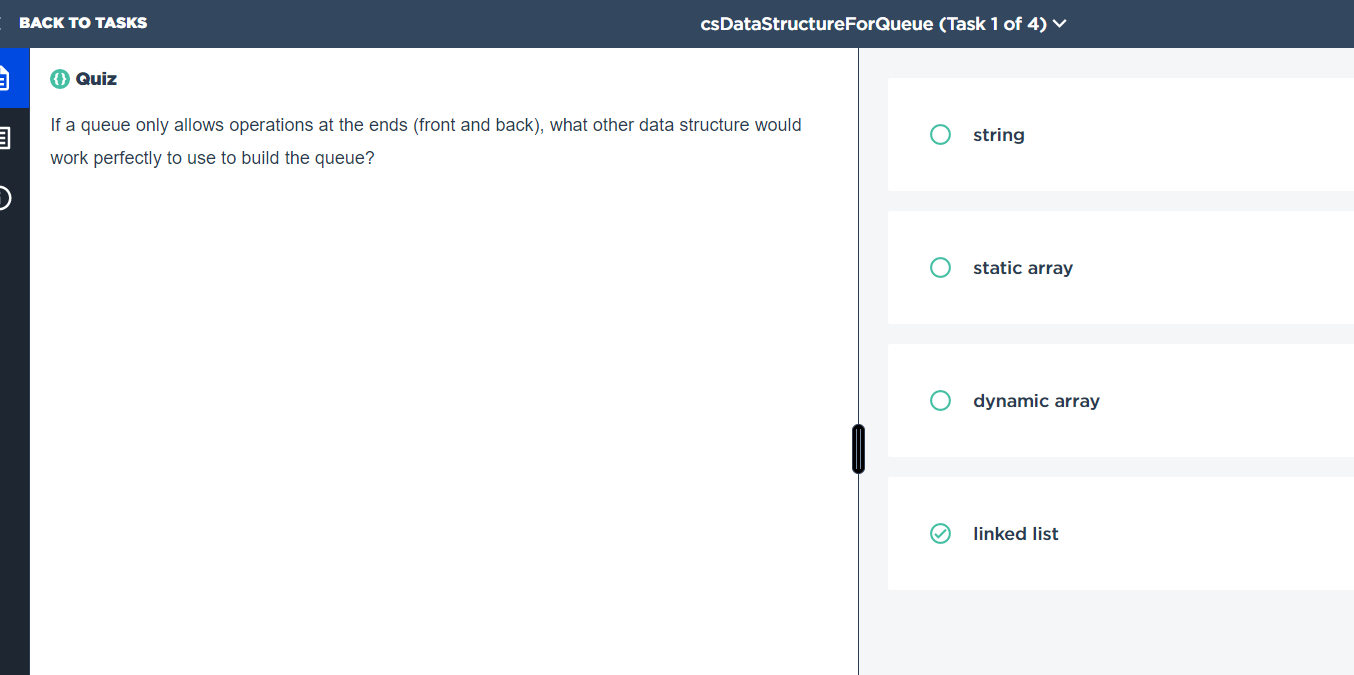 BACK TO TASKS
csDataStructureForQueue (Task 1 of 4)
Quiz
If a queue only allows operations at the ends (front and back), what other data structure would
work perfectly to use to build the queue?
string
static array
dynamic array
linked list